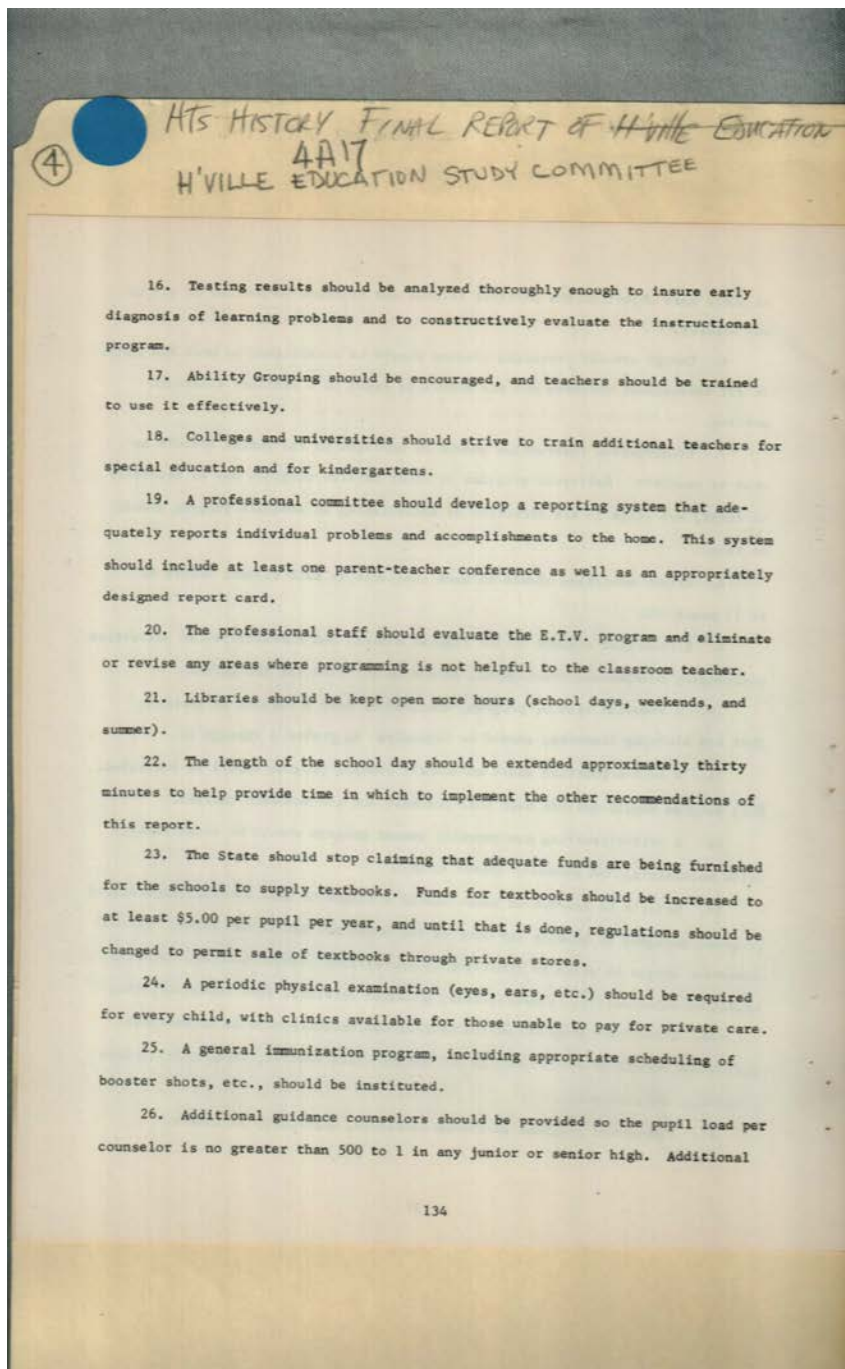 HTS HISTORY FINAL REPORT OF H'VILLE EDUCATION
4A17
④
H'VILLE EDUCATION STUDY COMMITTEE
16. Testing results should be analyzed thoroughly enough to insure early
diagnosis of learning problems and to constructively evaluate the instructional
program.
17. Ability Grouping should be encouraged, and teachers should be trained
to use it effectively.
18. Colleges and universities should strive to train additional teachers for
special education and for kindergartens.
19. A professional committee should develop a reporting system that ade-
quately reports individual problems and accomplishments to the home. This system
should include at least one parent-teacher conference as well as an appropriately
designed report card.
20. The professional staff should evaluate the E.T.V. program and eliminate
or revise any areas where programming is not helpful to the classroom teacher.
21. Libraries should be kept open more hours (school days, weekends, and
summer).
22. The length of the school day should be extended approximately thirty
minutes to help provide time in which to implement the other recommendations of
this report.
23. The State should stop claiming that adequate funds are being furnished
for the schools to supply textbooks. Funds for textbooks should be increased to
at least $5.00 per pupil per year, and until that is done, regulations should be
changed to permit sale of textbooks through private stores.
24. A periodic physical examination (eyes, ears, etc.) should be required
for every child, with clinics available for those unable to pay for private care.
25. A general immunization program, including appropriate scheduling of
booster shots, etc., should be instituted.
26. Additional guidance counselors should be provided so the pupil load per
counselor is no greater than 500 to 1 in any junior or senior high. Additional
134